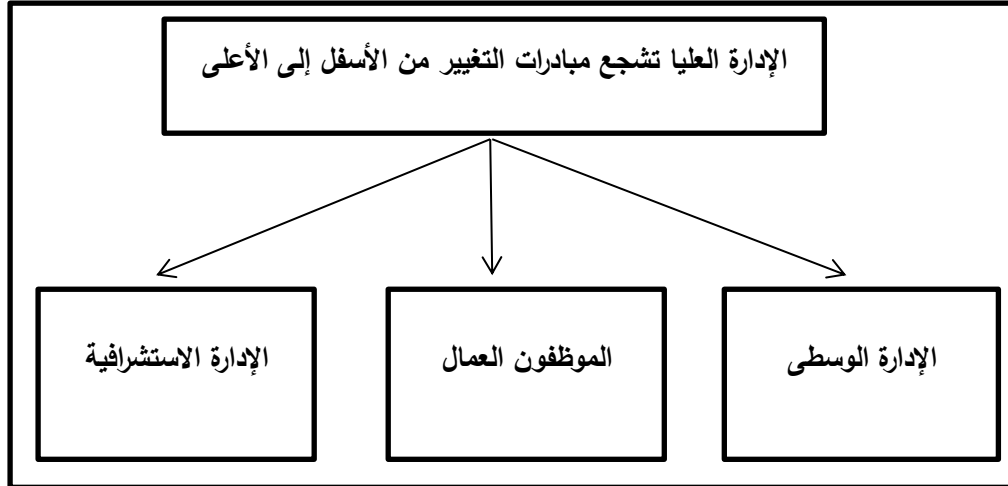 الإدارة العليا تشجع مبادرات التغيير من الأسفل إلى الأعلى
الإدارة الوسطى
الموظفون العمال
الإدارة الاستشرافية